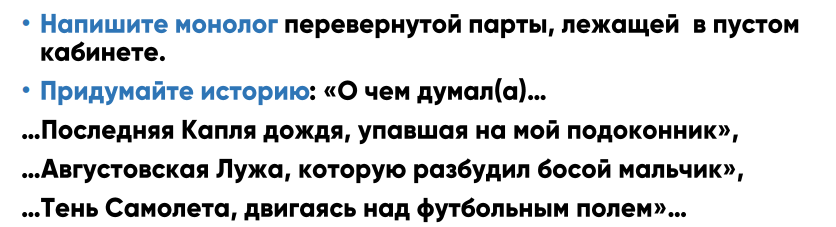 • Напишите монолог перевернутой парты, лежащей в пустом
кабинете.
• Придумайте историю: «О чем думал(а)...
...Последняя Капля дождя, упавшая на мой подоконник»,
...Августовская Лужа, которую разбудил босой мальчик»,
...Тень Самолета, двигаясь над футбольным полем»...